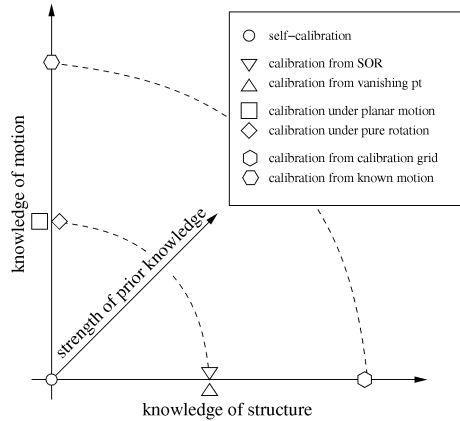 self-calibration
calibration from SOR
calibration from vanishing pt
calibration under planar motion
calibration under pure rotation
calibration from calibration grid
calibration from known motion
knowledge of motion
strength of prior knowledge
knowledge of structure